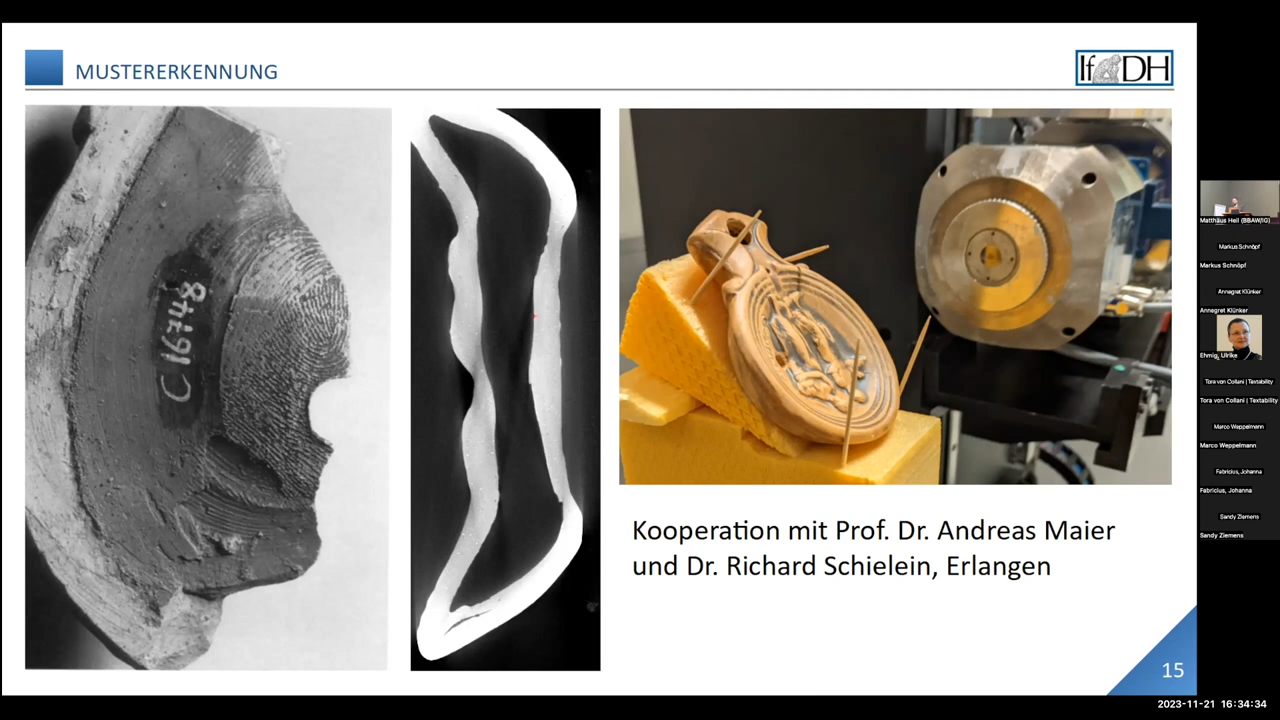 MUSTERERKENNUNG
IfDH
C 16748
Kooperation mit Prof. Dr. Andreas Maier
und Dr. Richard Schielein, Erlangen
15
Matthäus Heil (BBAW/IG)
Markus Schnöpf
Markus Schnöpf
Annegret Klünker
Annegret Klünker
Ehmig, Ulrike
Tora von Collani | Textability
Tora von Collani | Textability
Marco Weppelmann
Marco Weppelmann
Fabricius, Johanna
Fabricius, Johanna
Sandy Ziemens
Sandy Ziemens
2023-11-21 16:34:34